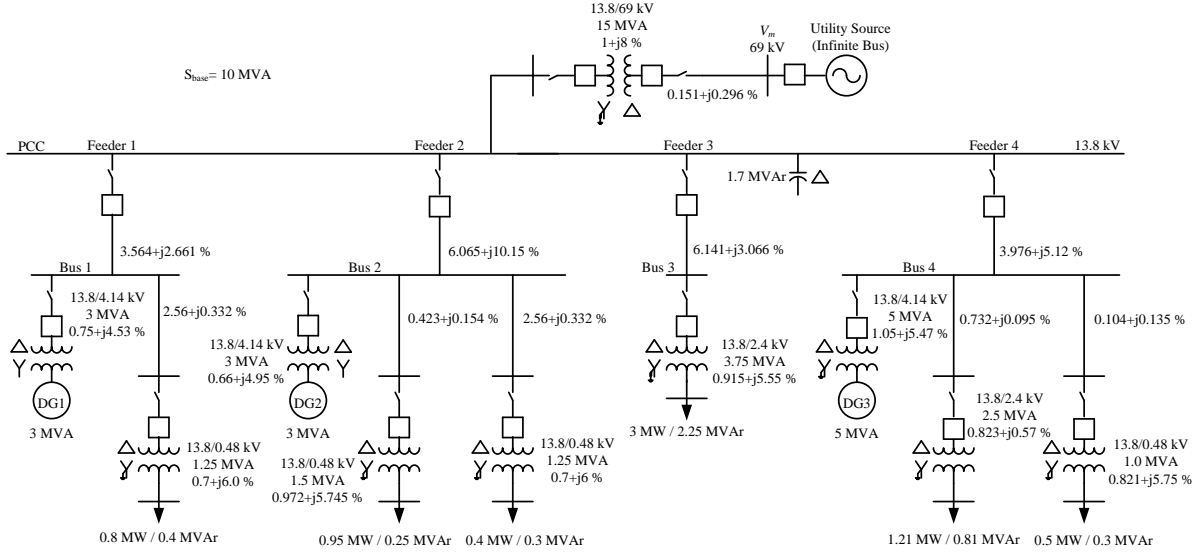 13.8/69 kV
15 MVA
1+j8 %
Vm
69 kV
Utility Source
(Infinite Bus)
Sbase= 10 MVA
0.151+j0.296 %
PCC
Feeder 1
Feeder 2
Feeder 3
Feeder 4
13.8 kV
1.7 MVAr
3.564+j2.661 %
6.065+j10.15 %
6.141+j3.066 %
3.976+j5.12 %
Bus 1
Bus 2
Bus 3
Bus 4
13.8/4.14 kV
3 MVA
0.75+j4.53 %
2.56+j0.332 %
DG1
3 MVA
13.8/0.48 kV
1.25 MVA
0.7+j6.0 %
0.8 MW / 0.4 MVAr
13.8/4.14 kV
3 MVA
0.66+j4.95 %
DG2
3 MVA
0.423+j0.154 %
2.56+j0.332 %
13.8/0.48 kV
1.5 MVA
0.972+j5.745 %
13.8/0.48 kV
1.25 MVA
0.7+j6 %
0.95 MW / 0.25 MVAr
0.4 MW / 0.3 MVAr
13.8/2.4 kV
3.75 MVA
0.915+j5.55 %
3 MW / 2.25 MVAr
13.8/4.14 kV
5 MVA
1.05+j5.47 %
DG3
5 MVA
0.732+j0.095 %
0.104+j0.135 %
13.8/2.4 kV
2.5 MVA
0.823+j0.57 %
13.8/0.48 kV
1.0 MVA
0.821+j5.75 %
1.21 MW / 0.81 MVAr
0.5 MW / 0.3 MVAr